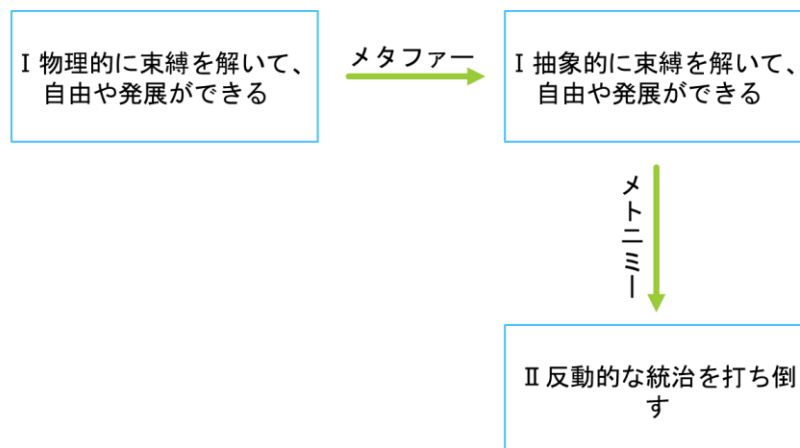 Ⅰ物理的に束縛を解いて、
自由や発展ができる
メタファー
Ⅰ抽象的に束縛を解いて、
自由や発展ができる
メトニミー
Ⅱ反動的な統治を打ち倒
す